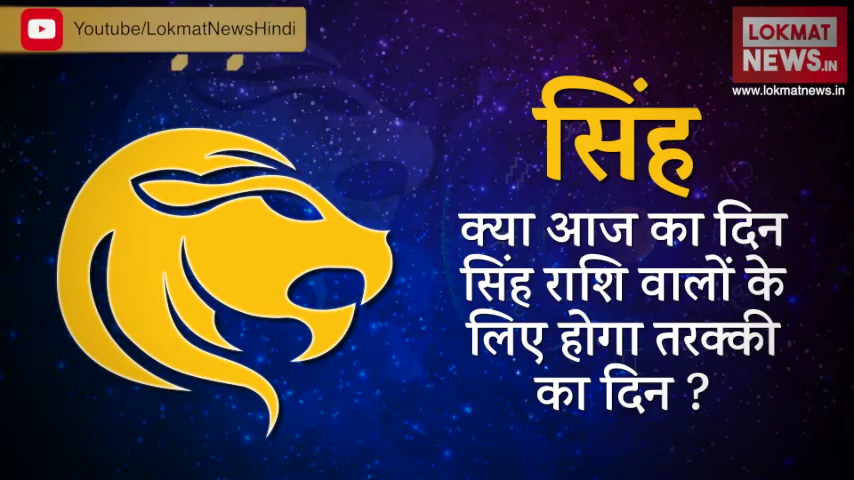 Youtube/LokmatNewsHindi
LOKMAT
NEWS.IN
www.lokmatnews.in
सिंह
क्या आज का दिन
सिंह राशि वालों के
लिए होगा तरक्की
का दिन ?